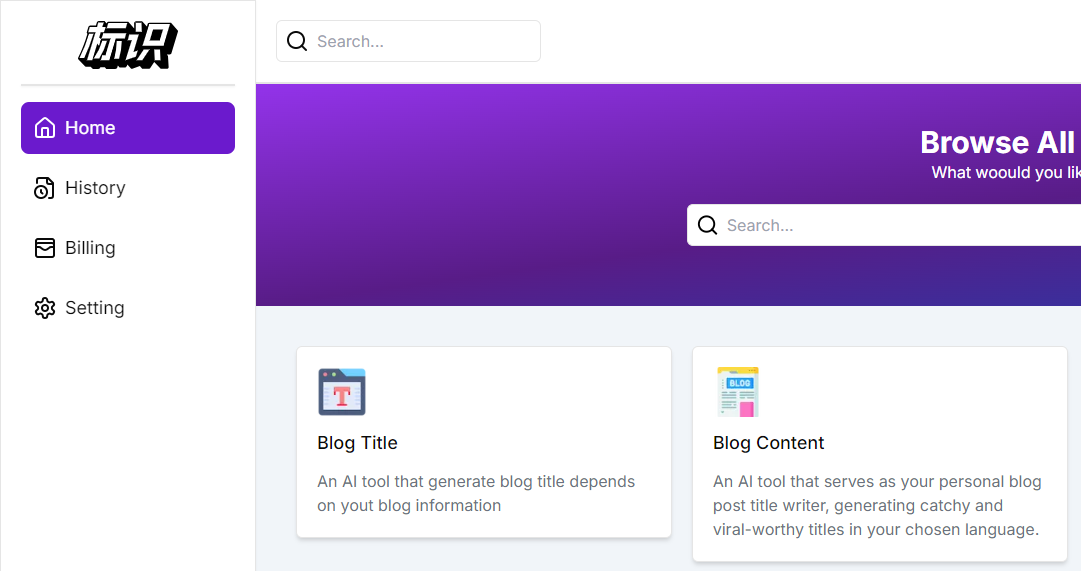 标识
Search...
Home
History
Billing
Setting
Browse All
What woould you lik
Search...
T
Blog Title
An AI tool that generate blog title depends
on yout blog information
BLOG
Blog Content
An AI tool that serves as your personal blog
post title writer, generating catchy and
viral-worthy titles in your chosen language.